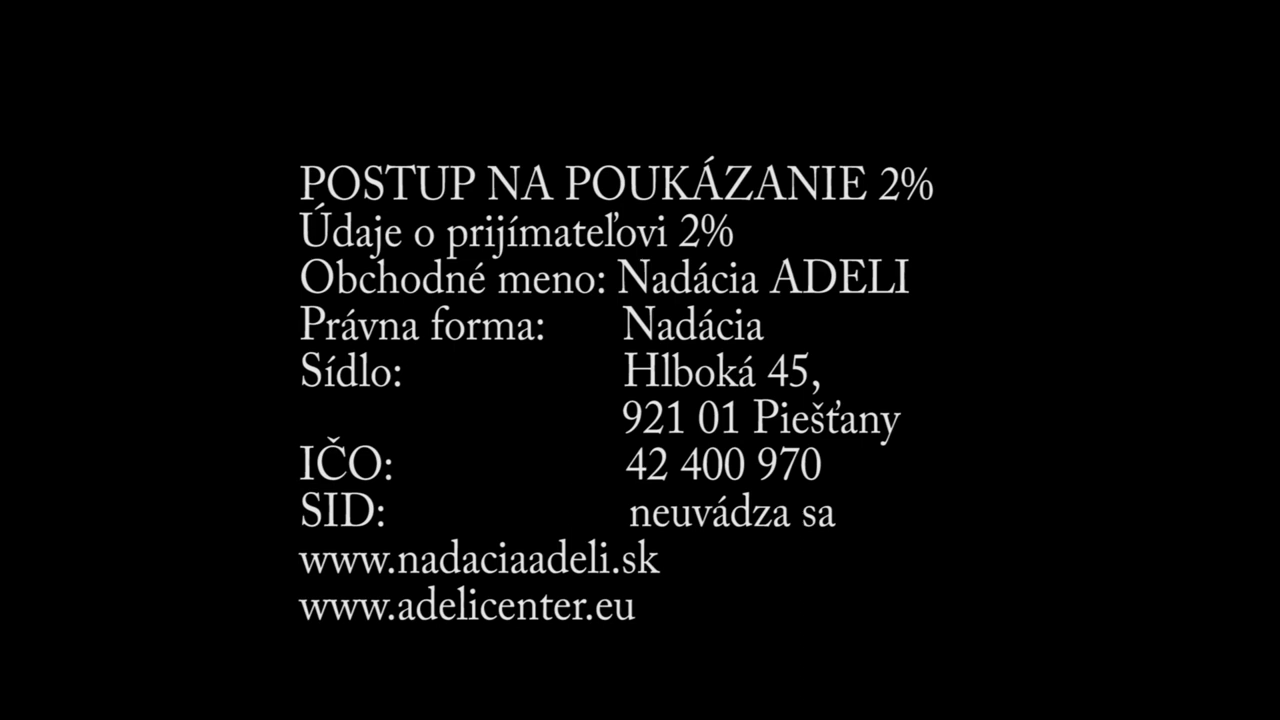 POSTUP NA POUKÁZANIE 2%
Údaje o prijímateľovi 2%
Obchodné meno: Nadácia ADELI
Právna forma: Nadácia
Sídlo: Hlboká 45,
921 01 Piešťany
IČO: 42 400 970
SID: neuvádza sa
www.nadaciaadeli.sk
www.adelicenter.eu